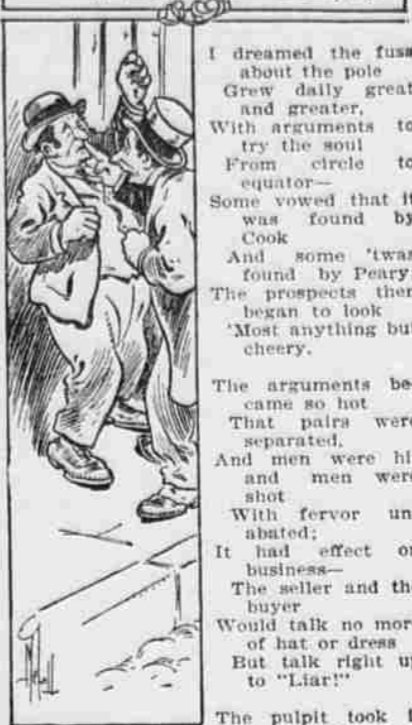 I dreamed the fuss
about the pole
Grew daily great
and greater,
With arguments to
try the soul
From circle to
equator—
Some vowed that it
was found by
Cook
And some 'twas
found by Peary
The prospects then
began to look
'Most anything but
cheery.
The arguments be
came so hot
That pairs were
separated,
And men were hi
and men were
shot
With fervor un
abated;
It had effect on
business—
The seller and the
buyer
Would talk no mor
of hat or dress
But talk right up
to "Liar!"
The pulpit took